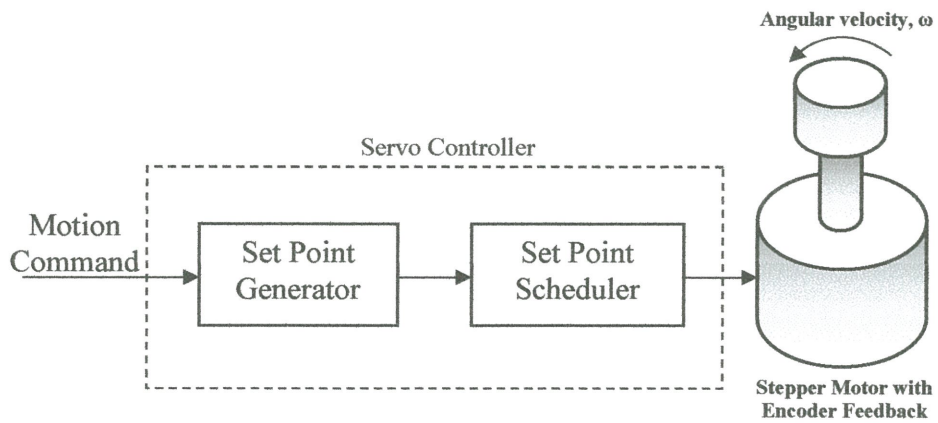 Angular velocity, ω
Servo Controller
Motion
Command
Set Point
Generator
Set Point
Scheduler
Stepper Motor with
Encoder Feedback